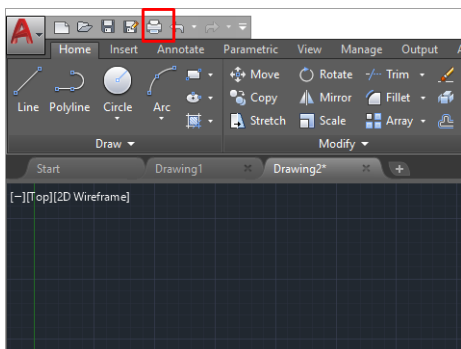 A
Home Insert Annotate Parametric View Manage Output
Move Rotate Trim
Copy Mirror Fillet
Line Polyline Circle Arc
Stretch Scale Array
Draw Modify
Start Drawing1 Drawing2*
[−][Top][2D Wireframe]